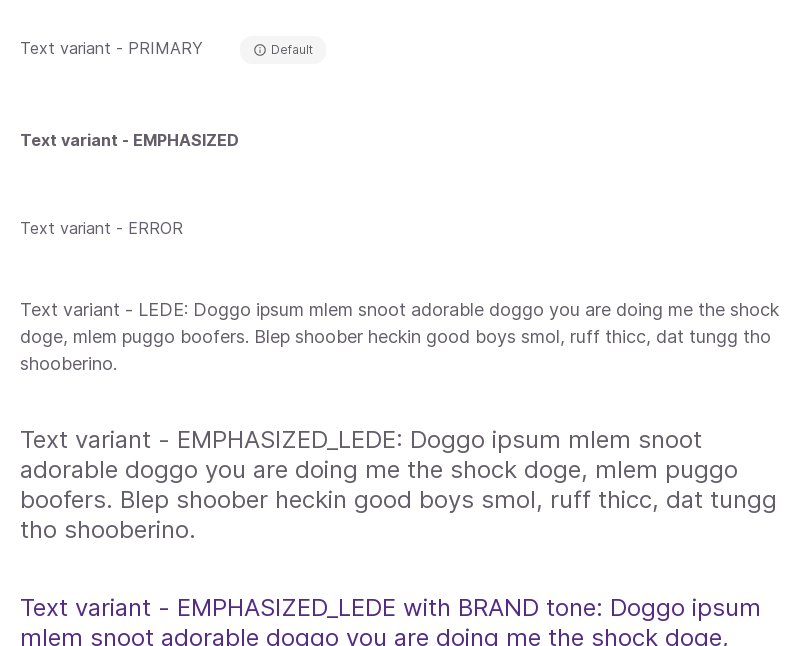 Text variant - PRIMARY
Default
Text variant - EMPHASIZED
Text variant - ERROR
Text variant - LEDE: Doggo ipsum mlem snoot adorable doggo you are doing me the shock
doge, mlem puggo boofers. Blep shoober heckin good boys smol, ruff thicc, dat tungg tho
shooberino.
Text variant - EMPHASIZED_LEDE: Doggo ipsum mlem snoot
adorable doggo you are doing me the shock doge, mlem puggo
boofers. Blep shoober heckin good boys smol, ruff thicc, dat tungg
tho shooberino.
Text variant - EMPHASIZED_LEDE with BRAND tone: Doggo ipsum
mlem snoot adorable doggo you are doing me the shock doge,